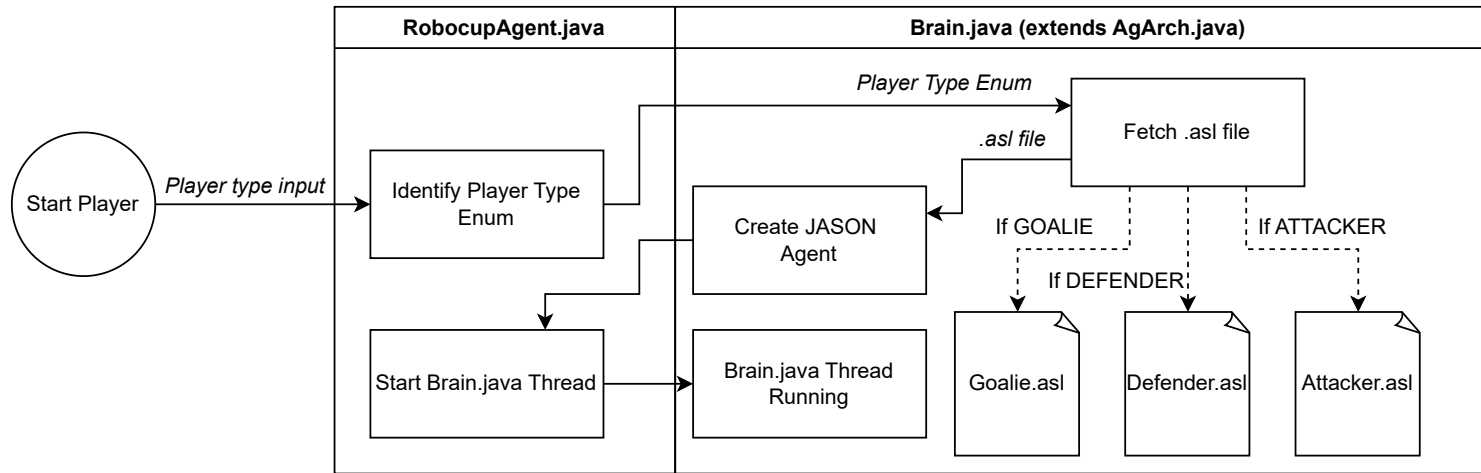 RobocupAgent.java
Brain.java (extends AgArch.java)
Player Type Enum
Fetch .asl file
.asl file
Start Player
Player type input
Identify Player Type
Enum
Create JASON
Agent
If GOALIE
If ATTACKER
If DEFENDER
Start Brain.java Thread
Brain.java Thread
Running
Goalie.asl
Defender.asl
Attacker.asl